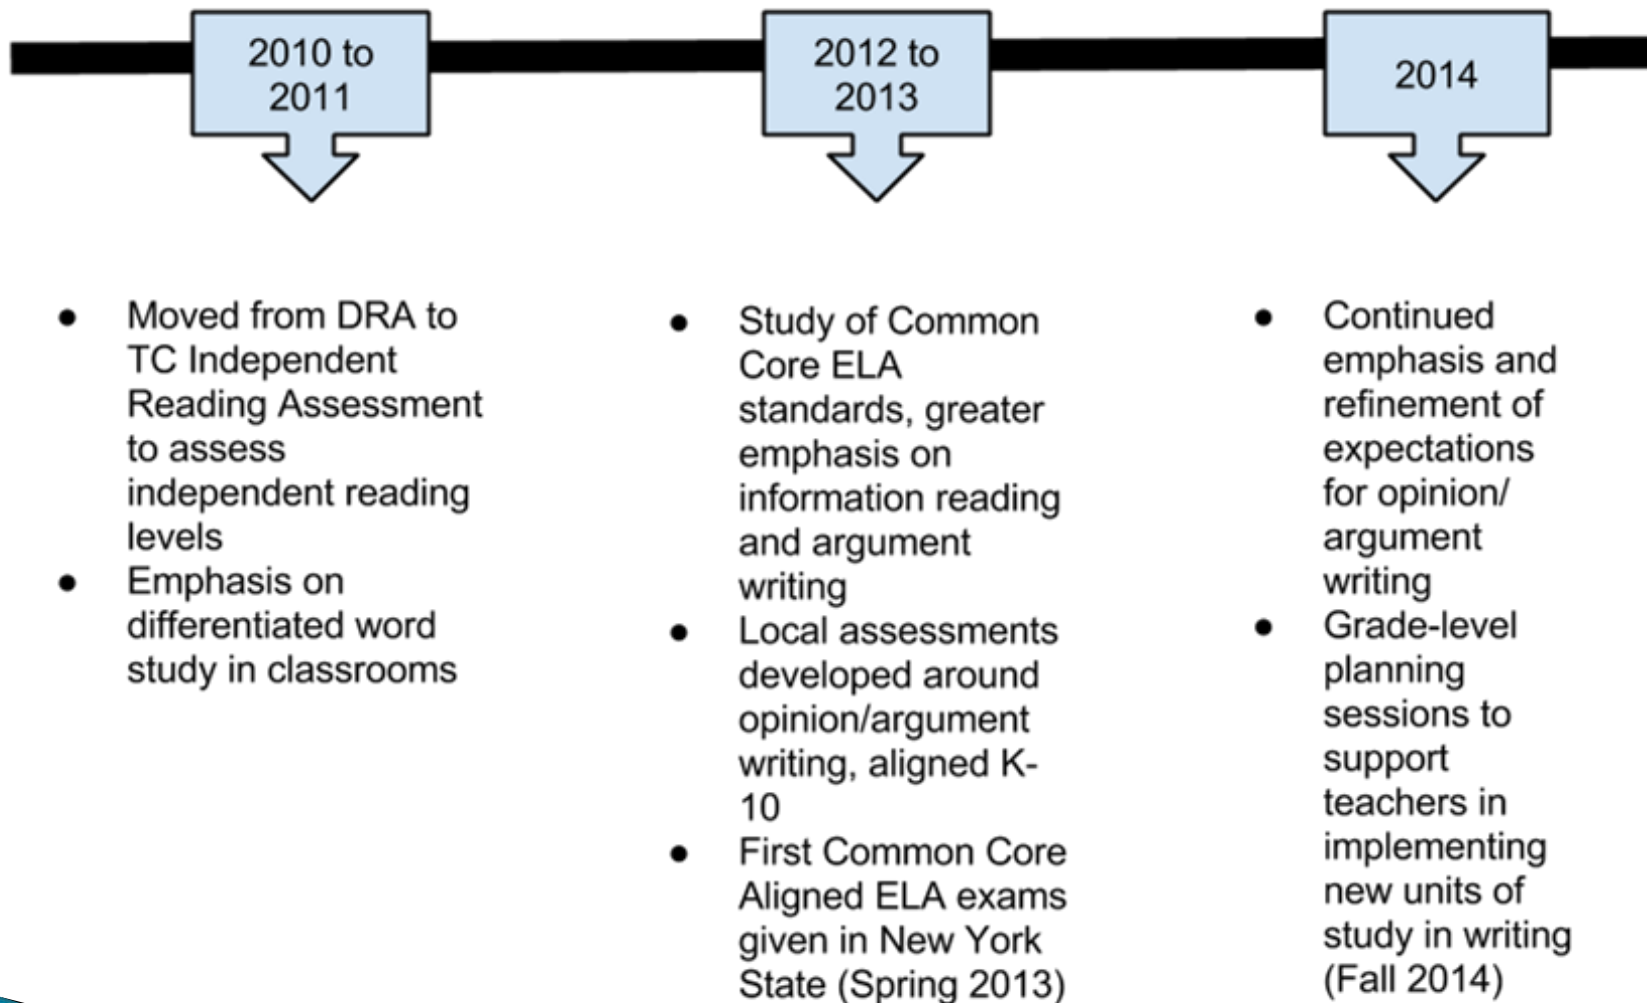 2010 to
2011
2012 to
2013
2014
● Moved from DRA to
TC Independent
Reading Assessment
to assess
independent reading
levels
● Emphasis on
differentiated word
study in classrooms
● Study of Common
Core ELA
standards, greater
emphasis on
information reading
and argument
writing
● Local assessments
developed around
opinion/argument
writing, aligned K-
10
● First Common Core
Aligned ELA exams
given in New York
State (Spring 2013)
● Continued
emphasis and
refinement of
expectations
for opinion/
argument
writing
● Grade-level
planning
sessions to
support
teachers in
implementing
new units of
study in writing
(Fall 2014)